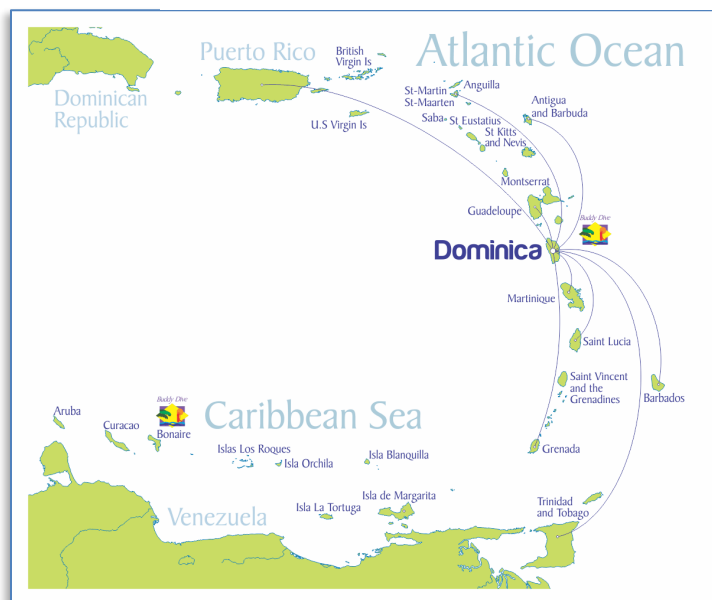 Puerto Rico
British
Virgin Is
Atlantic Ocean
Dominican
Republic
U.S Virgin Is
St-Martin
St-Maarten
Anguilla
Saba
St Eustatius
St Kitts
and Nevis
Antigua
and Barbuda
Montserrat
Guadeloupe
Buddy Dive
Dominica
Martinique
Saint Lucia
Saint Vincent
and the
Grenadines
Barbados
Grenada
Trinidad
and Tobago
Caribbean Sea
Aruba
Curacao
Buddy Dive
Bonaire
Islas Los Roques
Isla Orchila
Isla Blanquilla
Isla La Tortuga
Isla de Margarita
Venezuela